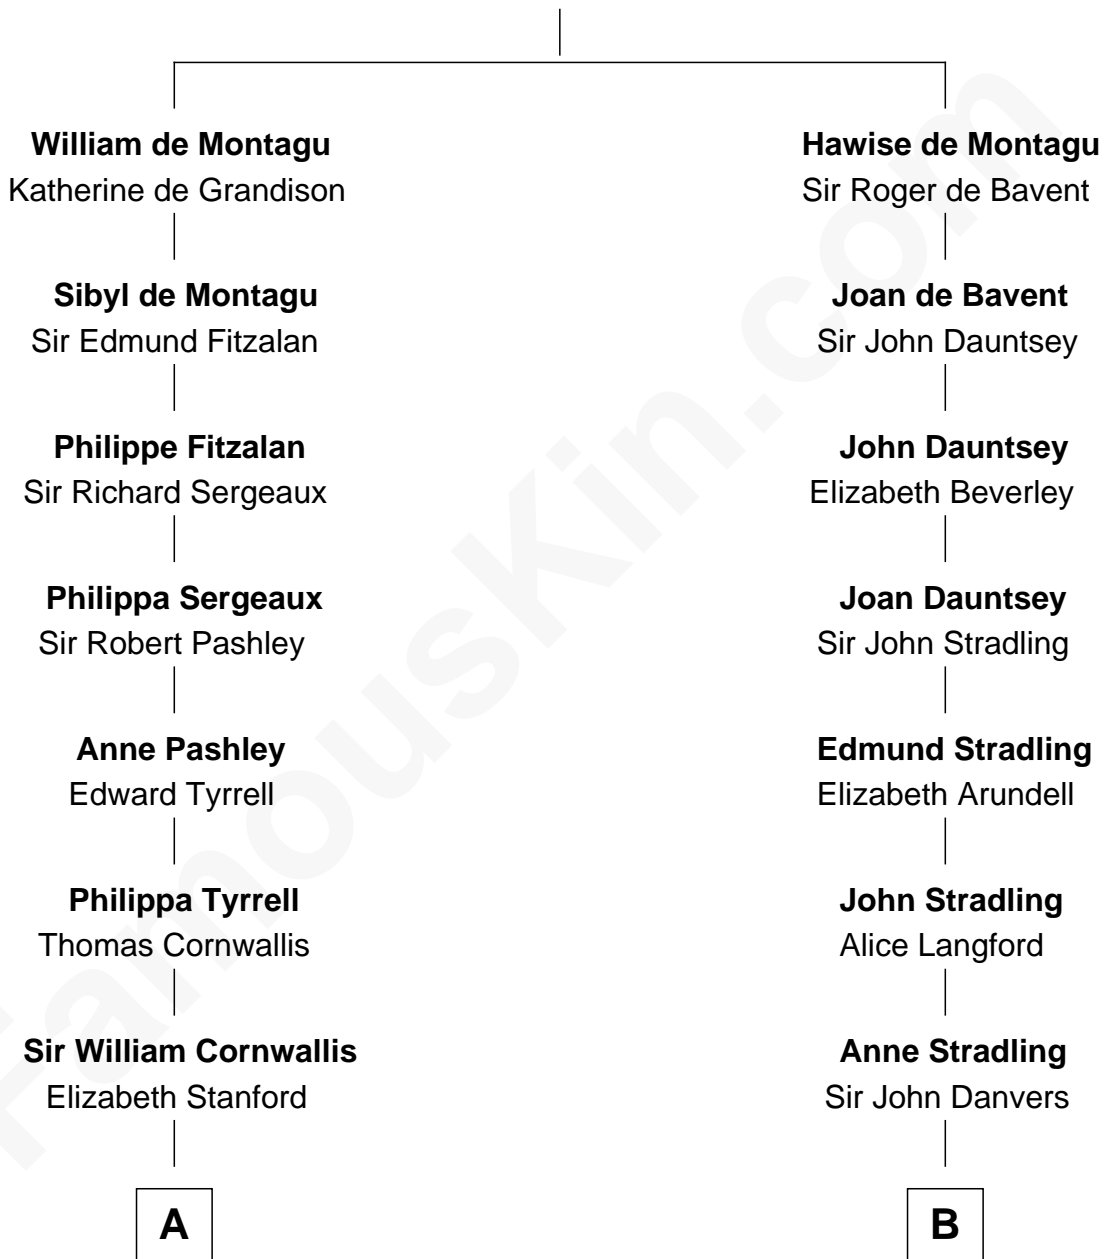 William de Montagu
Katherine de Grandison
Sibyl de Montagu
Sir Edmund Fitzalan
Philippe Fitzalan
Sir Richard Sergeaux
Philippa Sergeaux
Sir Robert Pashley
Anne Pashley
Edward Tyrrell
Philippa Tyrrell
Thomas Cornwallis
Sir William Cornwallis
Elizabeth Stanford
A
Hawise de Montagu
Sir Roger de Bavent
Joan de Bavent
Sir John Dauntsey
John Dauntsey
Elizabeth Beverley
Joan Dauntsey
Sir John Stradling
Edmund Stradling
Elizabeth Arundell
John Stradling
Alice Langford
Anne Stradling
Sir John Danvers
B
FamousKin.com